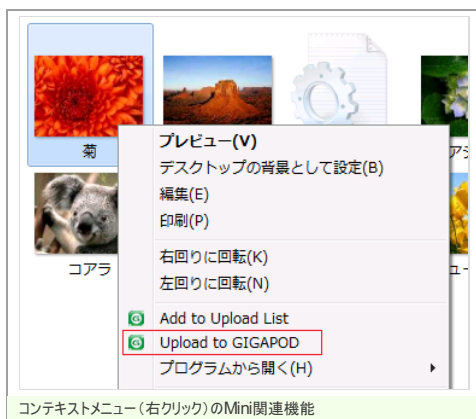 菊
プレビュー(V)
デスクトップの背景として設定(B)
編集(E)
印刷(P)
コアラ
右回りに回転(K)
左回りに回転(N)
Add to Upload List
Upload to GIGAPOD
プログラムから開く(H)
コンテキストメニュー(右クリック)のMini関連機能